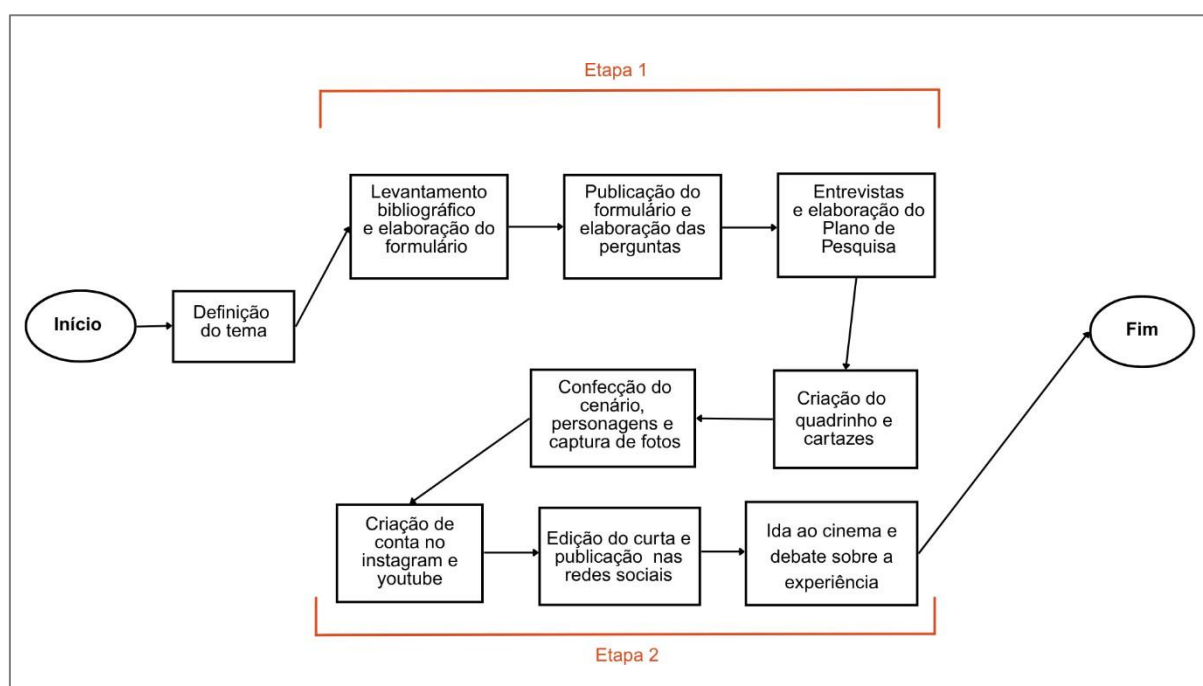 Etapa 1
Levantamento
bibliográfico
e elaboração do
formulário
Publicação do
formulário e
elaboração das
perguntas
Entrevistas
e elaboração do
Plano de
Pesquisa
Início
Definição
do tema
Fim
Confecção do
cenário,
personagens e
captura de fotos
Criação do
quadrinho e
cartazes
Criação de
conta no
instagram e
youtube
Edição do curta e
publicação nas
redes sociais
Ida ao cinema e
debate sobre a
experiência
Etapa 2